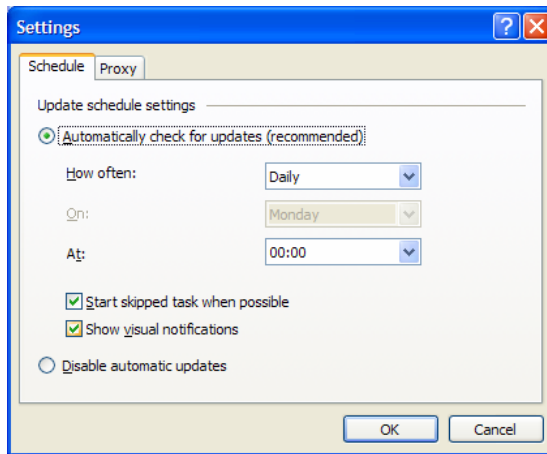 Settings
Schedule Proxy
Update schedule settings
Automatically check for updates (recommended)
How often: Daily
On: Monday
At: 00:00
Start skipped task when possible
Show visual notifications
Disable automatic updates
OK Cancel